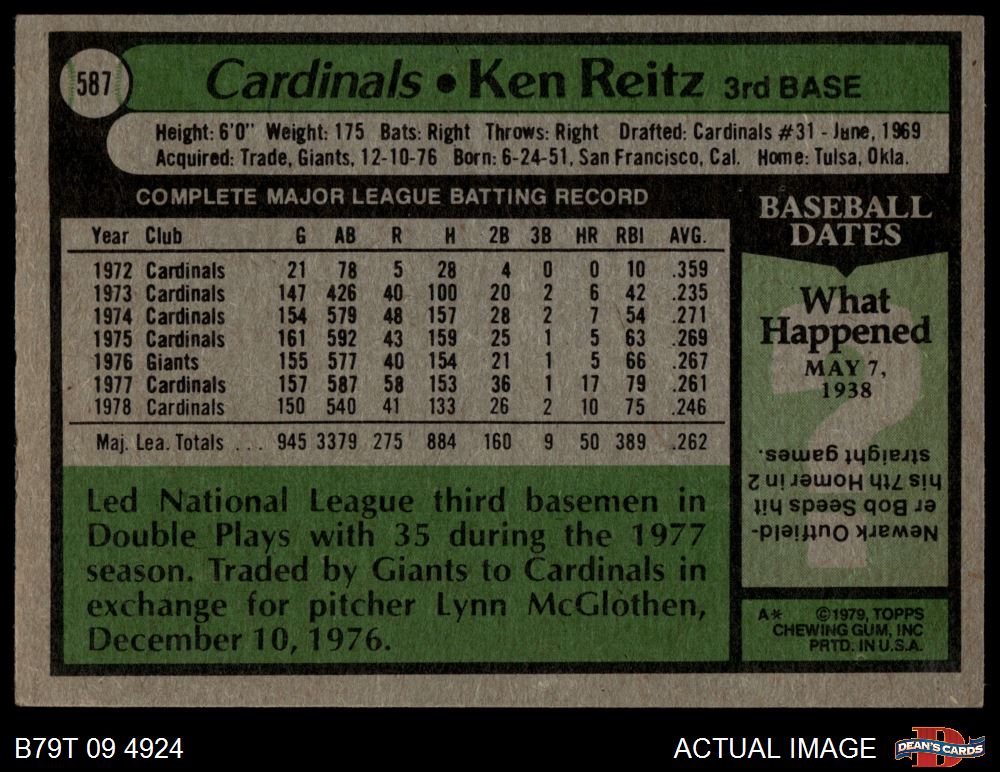 587
Cardinals • Ken Reitz 3rd BASE
Height: 6'0" Weight: 175 Bats: Right Throws: Right Drafted: Cardinals #31 - June, 1969
Acquired: Trade, Giants, 12-10-76 Born: 6-24-51, San Francisco, Cal. Home: Tulsa, Okla.
COMPLETE MAJOR LEAGUE BATTING RECORD
Year Club G AB R H 2B 3B HR RBI AVG.
1972 Cardinals 21 78 5 28 4 0 0 10 .359
1973 Cardinals 147 426 40 100 20 2 6 42 .235
1974 Cardinals 154 579 48 157 28 2 7 54 .271
1975 Cardinals 161 592 43 159 25 1 5 63 .269
1976 Giants 155 577 40 154 21 1 5 66 .267
1977 Cardinals 157 587 58 153 36 1 17 79 .261
1978 Cardinals 150 540 41 133 26 2 10 75 .246
Maj. Lea. Totals ... 945 3379 275 884 160 9 50 389 .262
Led National League third basemen in
Double Plays with 35 during the 1977
season. Traded by Giants to Cardinals in
exchange for pitcher Lynn McGlothen,
December 10, 1976.
BASEBALL
DATES
What
Happened
MAY 7,
1938
Newark Outfield-
er Bob Seeds hit
his 7th Homer in 2
straight games.
A* ©1979, TOPPS
CHEWING GUM, INC
PRTD. IN U.S.A.
B79T 09 4924
ACTUAL IMAGE
DEAN'S CARDS